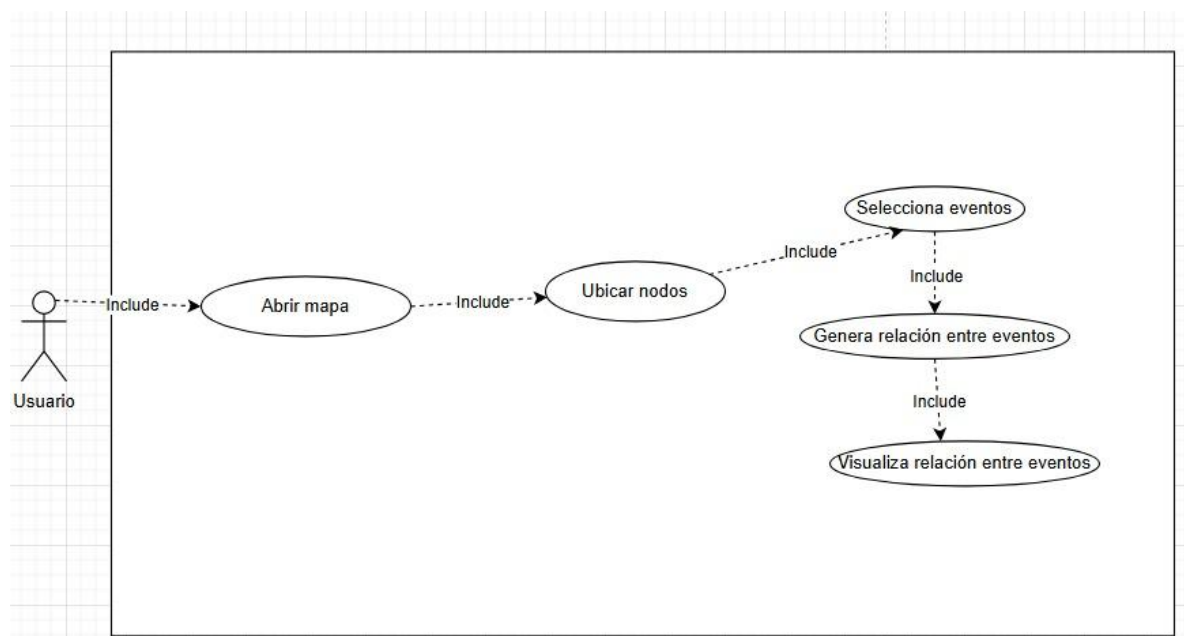 Selecciona eventos
Include
Ubicar nodos
Include
Include
Abrir mapa
Include
Genera relación entre eventos
Include
Usuario
Visualiza relación entre eventos